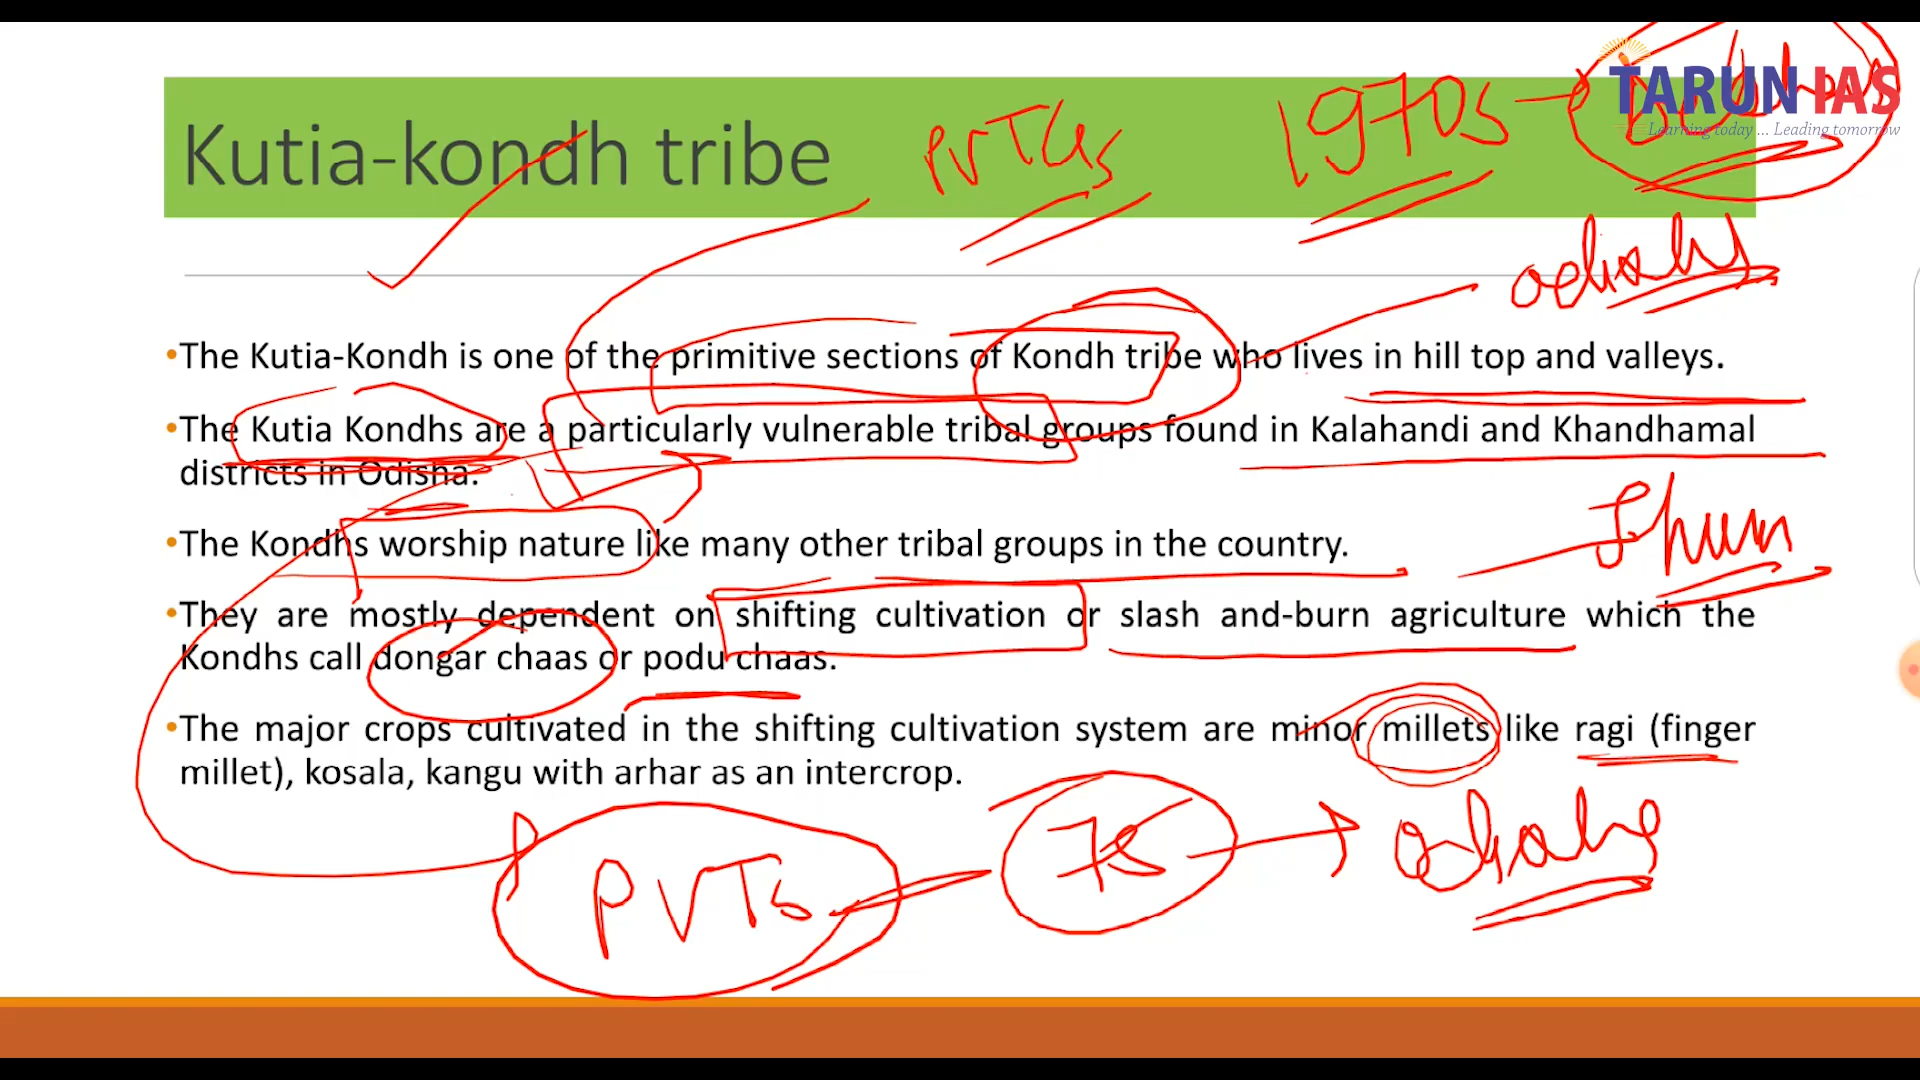 TARUN IAS
Learning today ... Leading tomorrow
Kutia-kondh tribe
PVTGs
1970s
odisha
•The Kutia-Kondh is one of the primitive sections of Kondh tribe who lives in hill top and valleys.
•The Kutia Kondhs are a particularly vulnerable tribal groups found in Kalahandi and Khandhamal
districts in Odisha.
Jhum
•The Kondhs worship nature like many other tribal groups in the country.
•They are mostly dependent on shifting cultivation or slash and-burn agriculture which the
Kondhs call dongar chaas or podu chaas.
•The major crops cultivated in the shifting cultivation system are minor millets like ragi (finger
millet), kosala, kangu with arhar as an intercrop.
PVTs
75